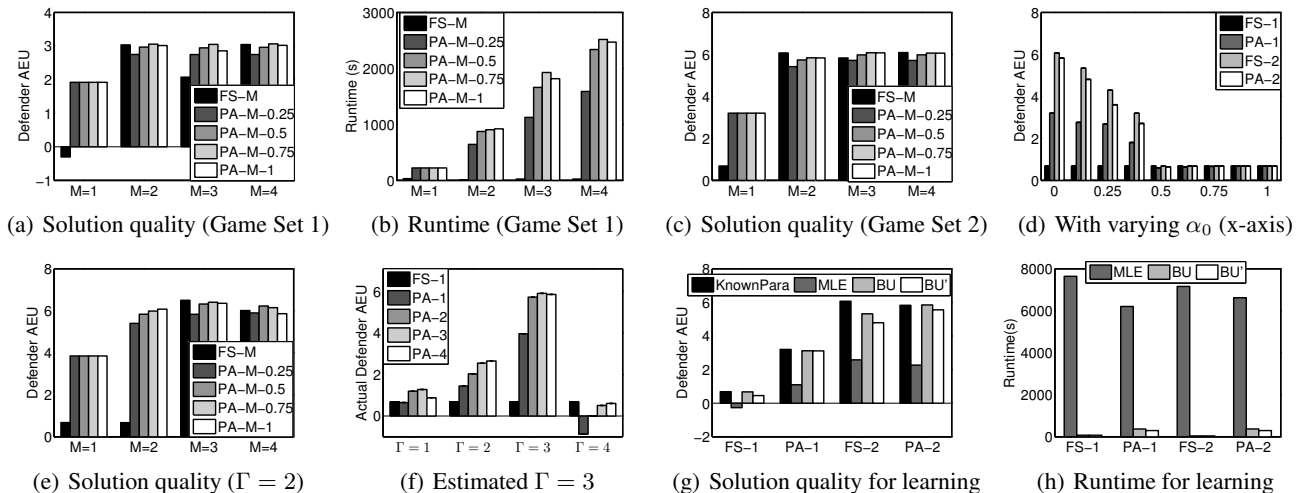 4
3
2
1
0
−1
Defender AEU
FS−M
PA−M−0.25
PA−M−0.5
PA−M−0.75
PA−M−1
M=1 M=2 M=3 M=4
(a) Solution quality (Game Set 1)
3000
2000
1000
0
Runtime (s)
FS−M
PA−M−0.25
PA−M−0.5
PA−M−0.75
PA−M−1
M=1 M=2 M=3 M=4
(b) Runtime (Game Set 1)
8
6
4
2
0
Defender AEU
FS−M
PA−M−0.25
PA−M−0.5
PA−M−0.75
PA−M−1
M=1 M=2 M=3 M=4
(c) Solution quality (Game Set 2)
8
6
4
2
0
Defender AEU
FS−1
PA−1
FS−2
PA−2
0 0.25 0.5 0.75 1
(d) With varying α₀ (x-axis)
8
6
4
2
0
Defender AEU
FS−M
PA−M−0.25
PA−M−0.5
PA−M−0.75
PA−M−1
M=1 M=2 M=3 M=4
(e) Solution quality (Γ = 2)
6
4
2
0
Actual Defender AEU
FS−1
PA−1
PA−2
PA−3
PA−4
Γ = 1 Γ = 2 Γ = 3 Γ = 4
(f) Estimated Γ = 3
8
6
4
2
0
−2
Defender AEU
KnownPara MLE BU BU'
FS−1 PA−1 FS−2 PA−2
(g) Solution quality for learning
8000
6000
4000
2000
0
Runtime(s)
MLE BU BU'
FS−1 PA−1 FS−2 PA−2
(h) Runtime for learning